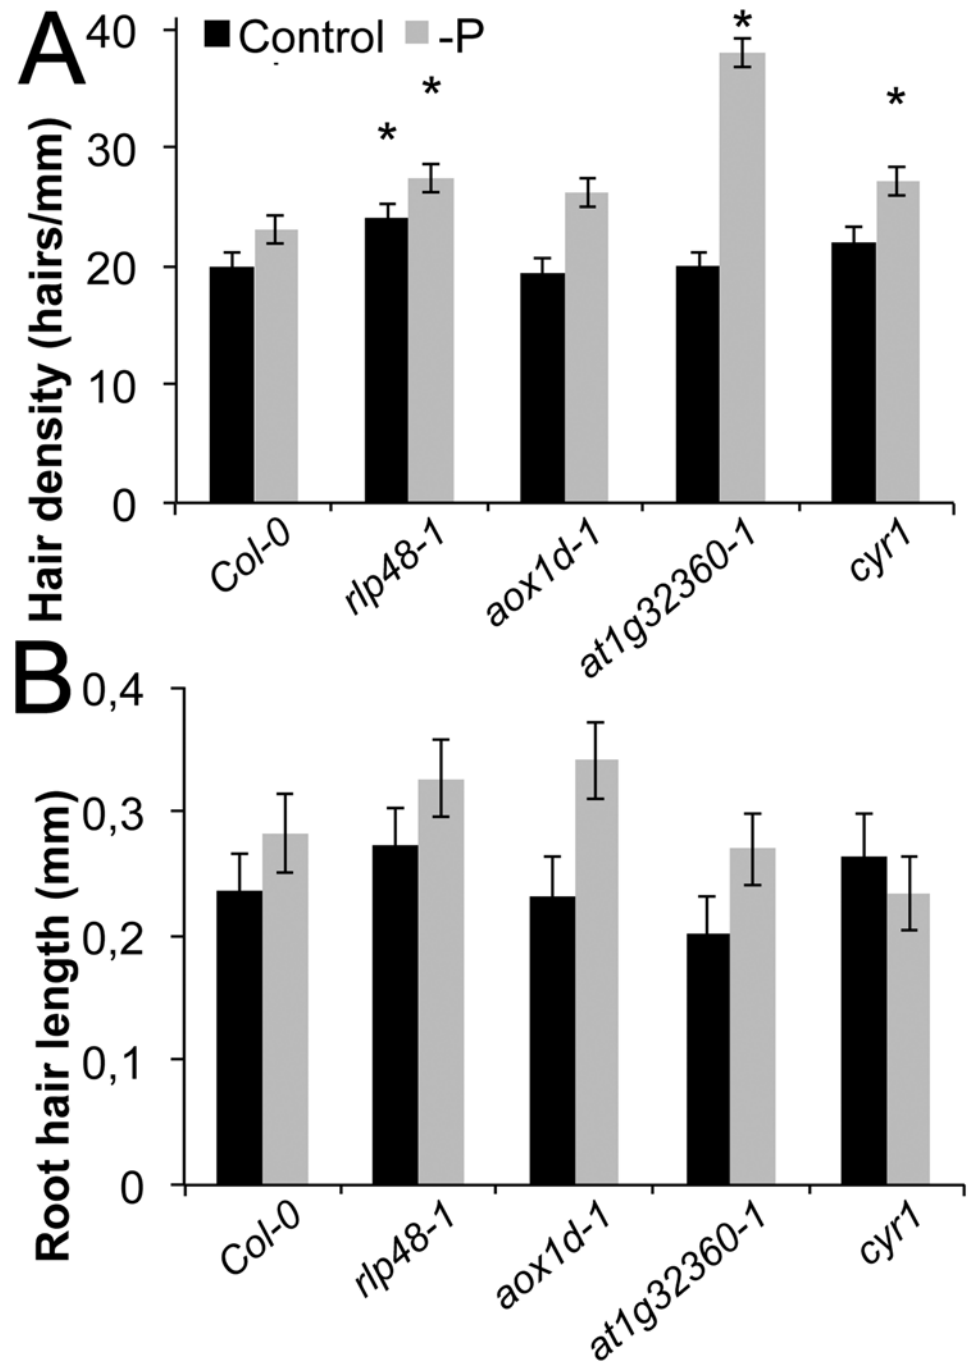 A
Control -P
Hair density (hairs/mm)
40
30
20
10
0
* * * *
Col-0 rlp48-1 aox1d-1 at1g32360-1 cyr1
B
Root hair length (mm)
0,4
0,3
0,2
0,1
0
Col-0 rlp48-1 aox1d-1 at1g32360-1 cyr1